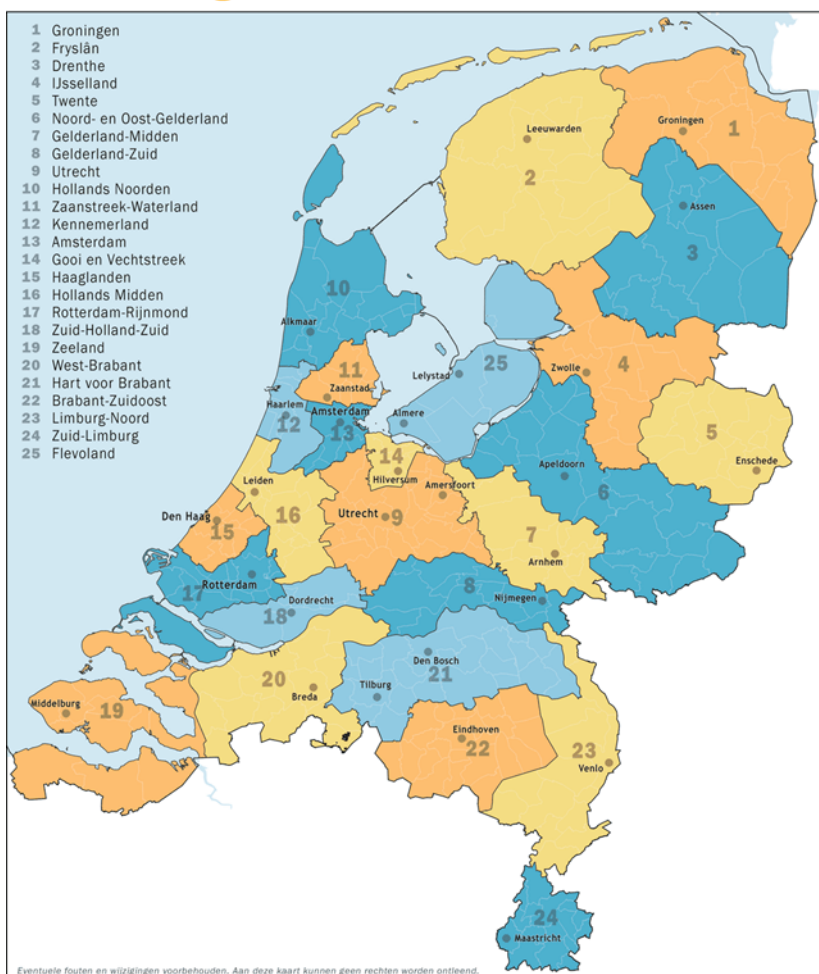 1 Groningen
2 Fryslân
3 Drenthe
4 IJsselland
5 Twente
6 Noord- en Oost-Gelderland
7 Gelderland-Midden
8 Gelderland-Zuid
9 Utrecht
10 Hollands Noorden
11 Zaanstreek-Waterland
12 Kennemerland
13 Amsterdam
14 Gooi en Vechtstreek
15 Haaglanden
16 Hollands Midden
17 Rotterdam-Rijnmond
18 Zuid-Holland-Zuid
19 Zeeland
20 West-Brabant
21 Hart voor Brabant
22 Brabant-Zuidoost
23 Limburg-Noord
24 Zuid-Limburg
25 Flevoland
Groningen
1
Leeuwarden
2
Assen
3
10
Alkmaar
Zwolle
4
25
Lelystad
11
Zaanstad
Haarlem
12
Amsterdam
13
Almere
5
Enschede
14
Hilversum
Apeldoorn
6
Leiden
16
Amersfoort
Den Haag
15
Utrecht
9
7
Arnhem
Rotterdam
17
Dordrecht
18
8
Nijmegen
Den Bosch
21
Tilburg
20
Breda
Middelburg
19
Eindhoven
22
23
Venlo
24
Maastricht
Eventuele fouten en wijzigingen voorbehouden. Aan deze kaart kunnen geen rechten worden ontleend.